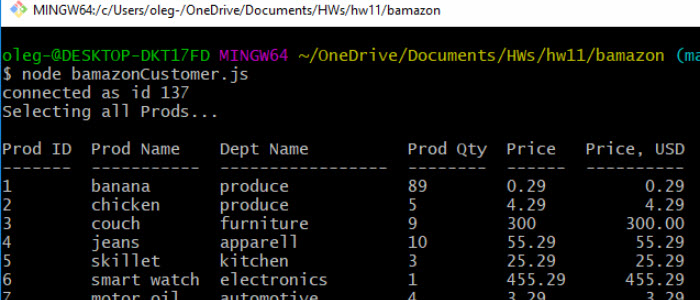 MINGW64:/c/Users/oleg-/OneDrive/Documents/HWs/hw11/bamazon
oleg-@DESKTOP-DKT17FD MINGW64 ~/OneDrive/Documents/HWs/hw11/bamazon (ma
$ node bamazonCustomer.js
connected as id 137
Selecting all Prods...
Prod ID  Prod Name    Dept Name          Prod Qty  Price   Price, USD
-------  -----------  -----------------  --------  ------  ----------
1        banana       produce            89        0.29          0.29
2        chicken      produce            5         4.29          4.29
3        couch        furniture          9         300         300.00
4        jeans        apparell           10        55.29        55.29
5        skillet      kitchen            3         25.29        25.29
6        smart watch  electronics        1         455.29      455.29
7        motor oil    automotive         4         3.29          3.29